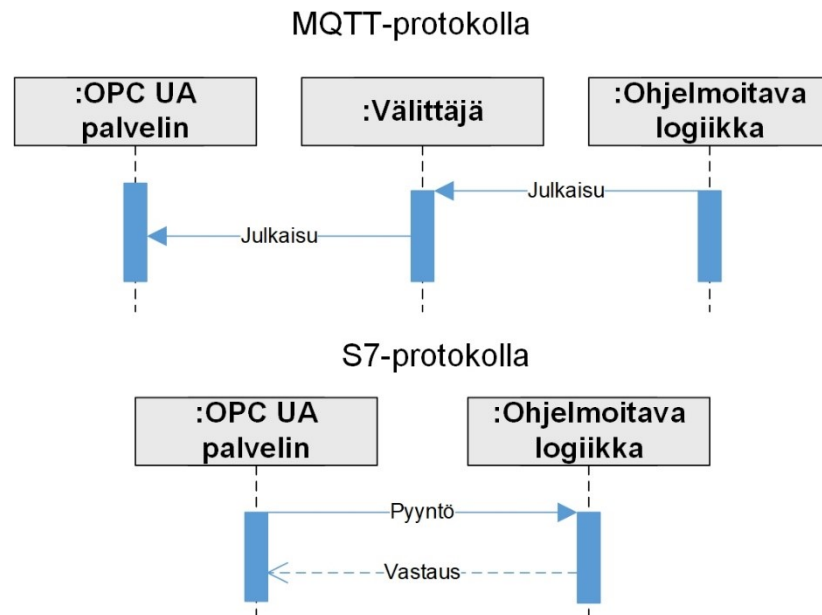 MQTT-protokolla
:OPC UA
palvelin
:Välittäjä
:Ohjelmoitava
logiikka
Julkaisu
Julkaisu
S7-protokolla
:OPC UA
palvelin
:Ohjelmoitava
logiikka
Pyyntö
Vastaus